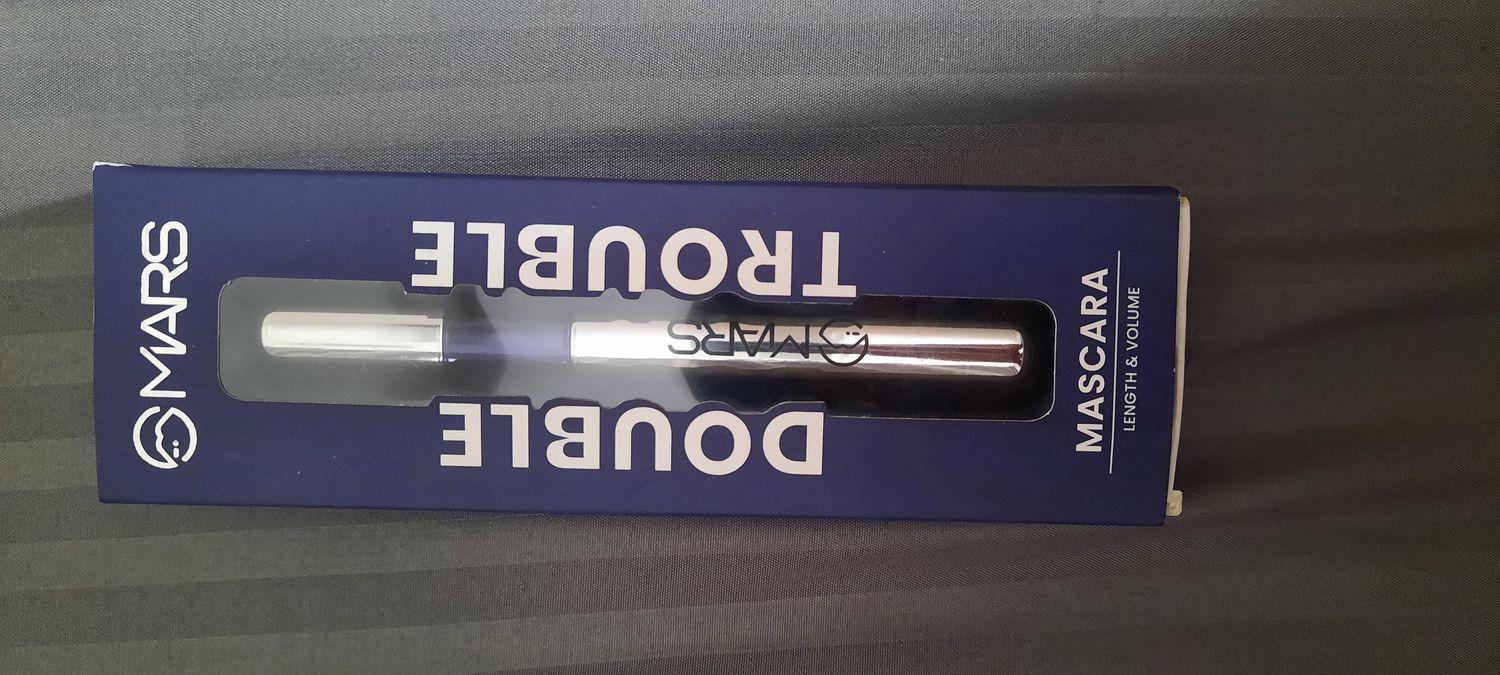 MARS
DOUBLE
TROUBLE
MARS
MASCARA
LENGTH & VOLUME